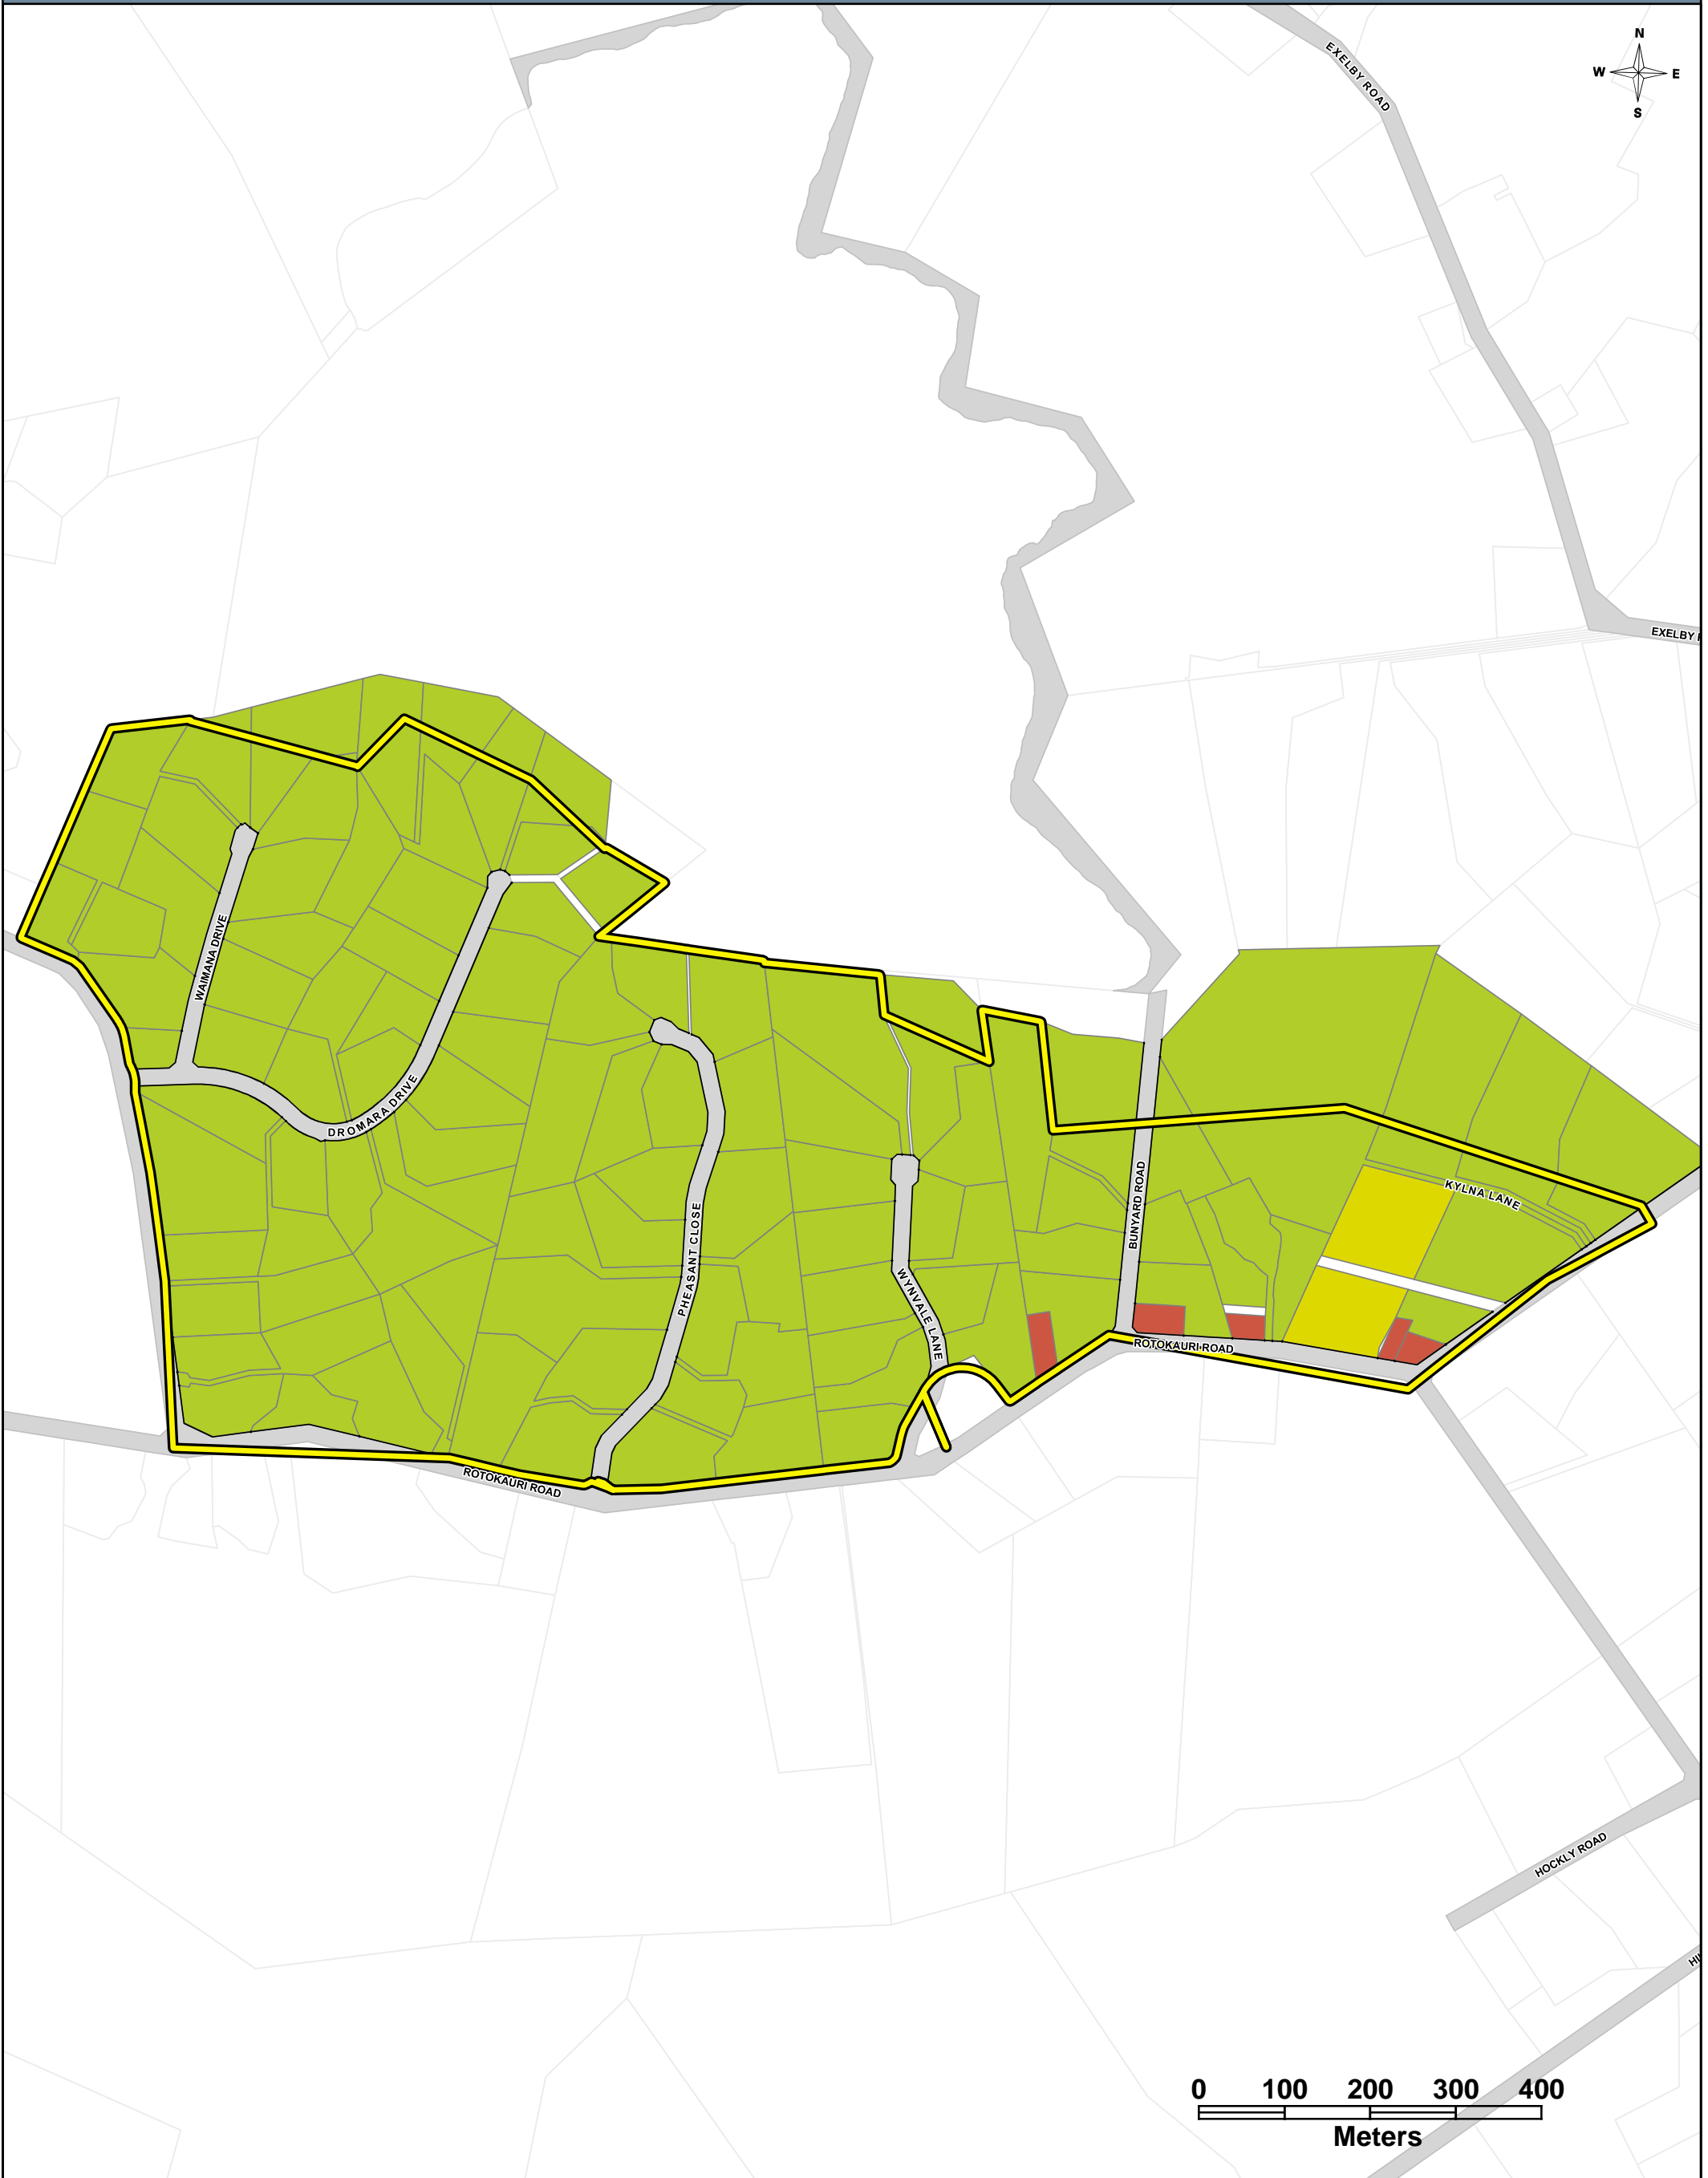 N
EXELBY ROAD
W E
S
EXELBY R
WAIMANA DRIVE
DROMARA DRIVE
KYLNA LANE
BUNYARD ROAD
PHEASANT CLOSE
WYNVALE LANE
ROTOKAURI ROAD
ROTOKAURI ROAD
HOCKLY ROAD
0 100 200 300 400
Meters